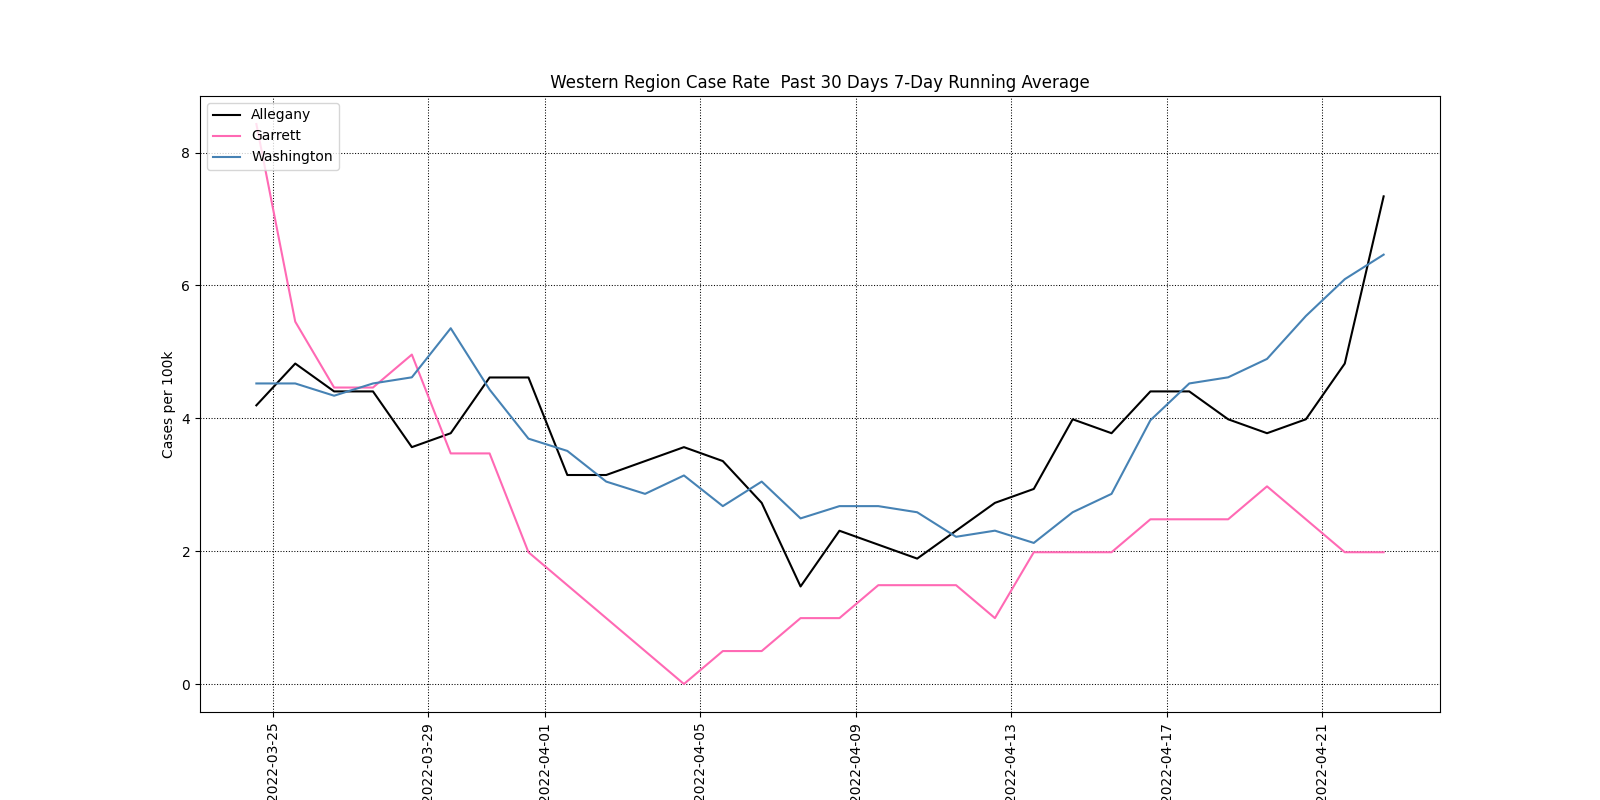 Western Region Case Rate  Past 30 Days 7-Day Running Average
Allegany
Garrett
Washington
Cases per 100k
8
6
4
2
0
2022-03-25
2022-03-29
2022-04-01
2022-04-05
2022-04-09
2022-04-13
2022-04-17
2022-04-21